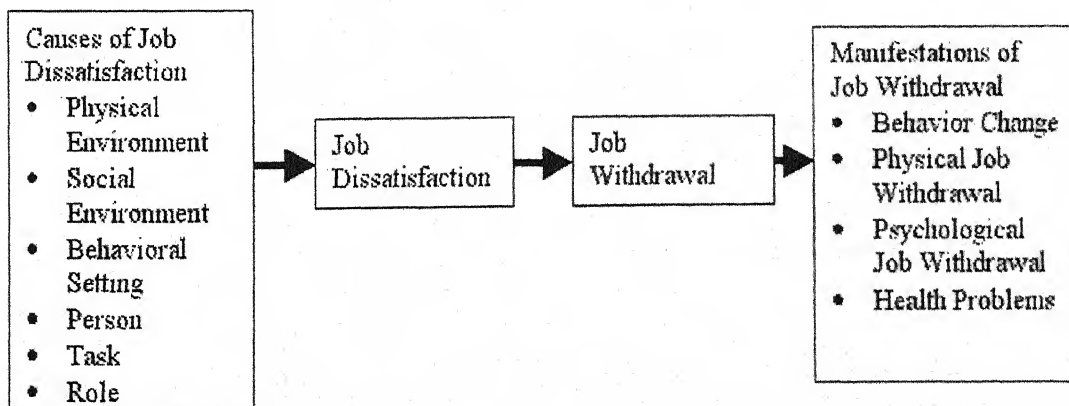 Causes of Job
Dissatisfaction
• Physical
Environment
• Social
Environment
• Behavioral
Setting
• Person
• Task
• Role
Job
Dissatisfaction
Job
Withdrawal
Manifestations of
Job Withdrawal
• Behavior Change
• Physical Job
Withdrawal
• Psychological
Job Withdrawal
• Health Problems